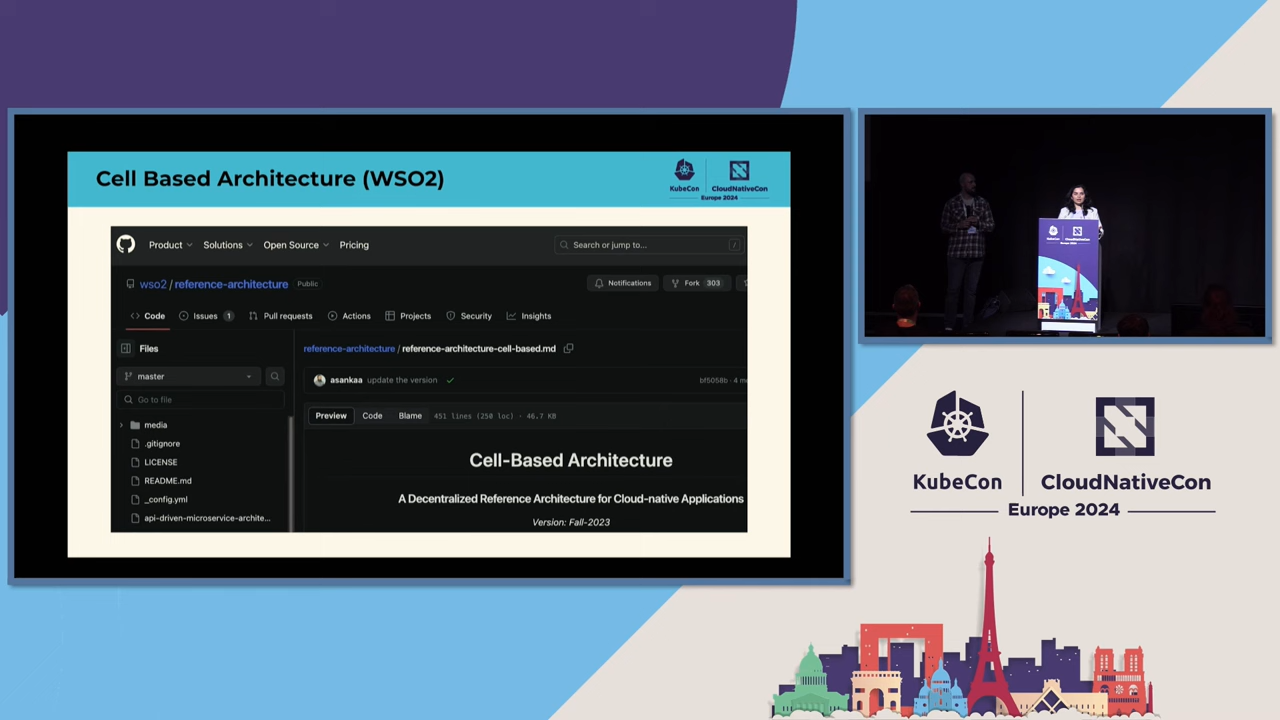 Cell Based Architecture (WSO2)
KubeCon
CloudNativeCon
Europe 2024
Product
Solutions
Open Source
Pricing
Search or jump to...
/
wso2 / reference-architecture
Public
Notifications
Fork 303
Code
Issues 1
Pull requests
Actions
Projects
Security
Insights
Files
reference-architecture / reference-architecture-cell-based.md
master
asankaa update the version
bf5058b · 4 m
Go to file
Preview
Code
Blame
451 lines (250 loc) · 46.7 KB
media
.gitignore
LICENSE
README.md
_config.yml
api-driven-microservice-archite...
Cell-Based Architecture
A Decentralized Reference Architecture for Cloud-native Applications
Version: Fall-2023
KubeCon
CloudNativeCon
Europe 2024